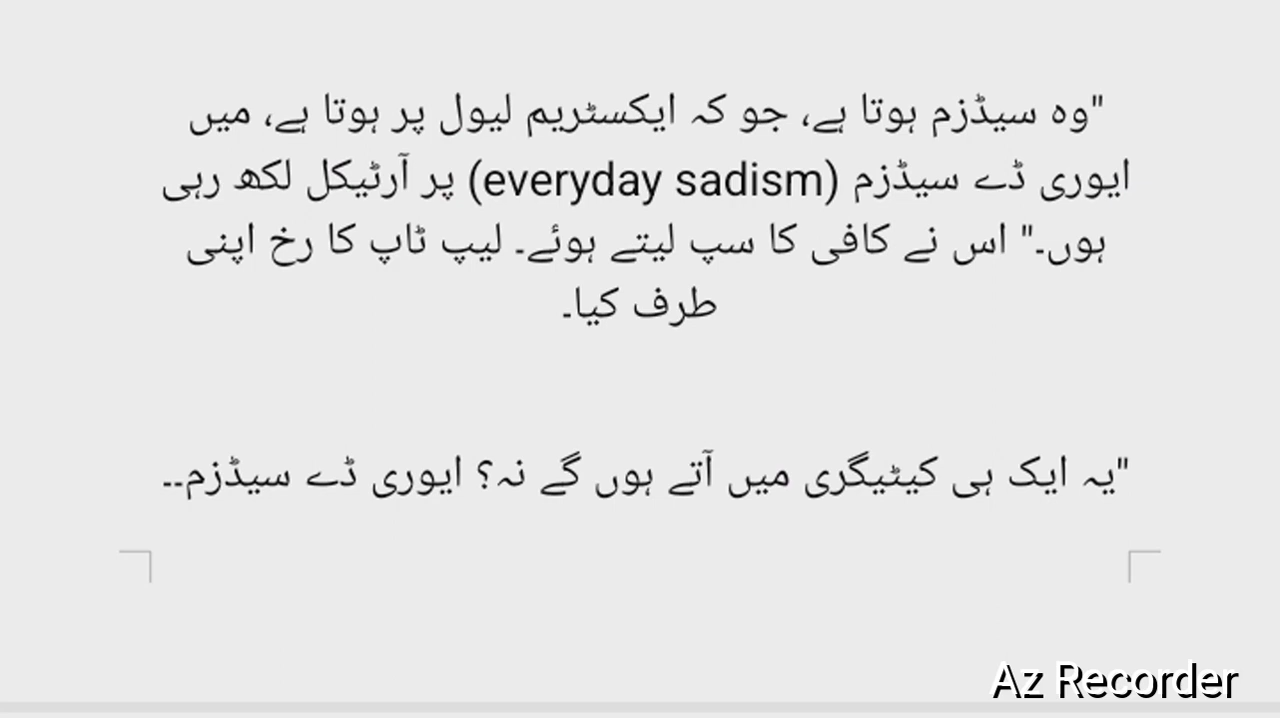 "وہ سیڈزم ہوتا ہے، جو کہ ایکسٹریم لیول پر ہوتا ہے، میں
ایوری ڈے سیڈزم (everyday sadism) پر آرٹیکل لکھ رہی
ہوں۔" اس نے کافی کا سپ لیتے ہوئے۔ لیپ ٹاپ کا رخ اپنی
طرف کیا۔
"یہ ایک ہی کیٹیگری میں آتے ہوں گے نہ؟ ایوری ڈے سیڈزم۔۔
Az Recorder